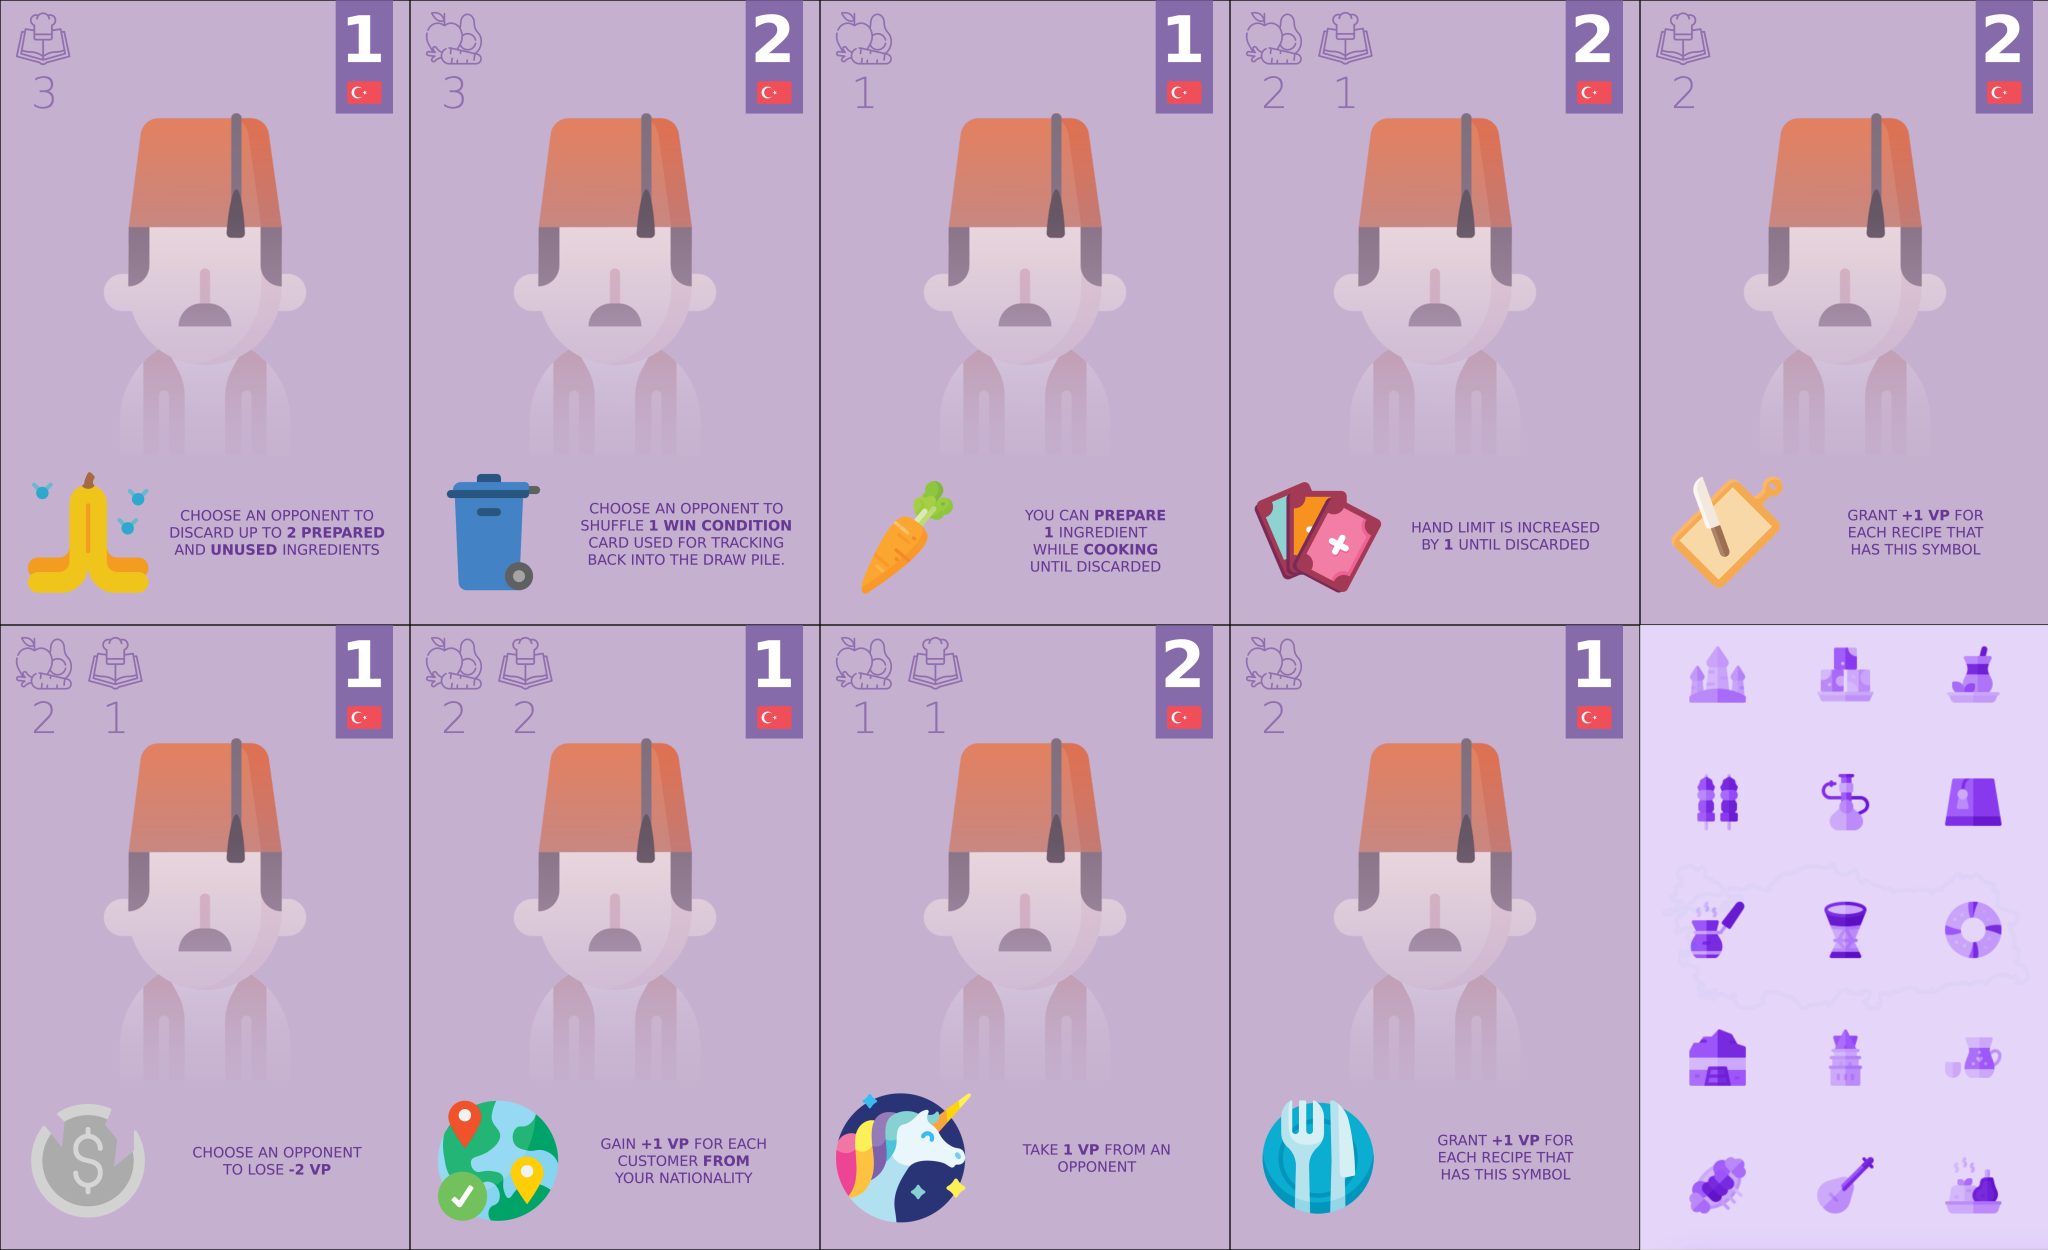 3
1
CHOOSE AN OPPONENT TO
DISCARD UP TO 2 PREPARED
AND UNUSED INGREDIENTS
3
2
CHOOSE AN OPPONENT TO
SHUFFLE 1 WIN CONDITION
CARD USED FOR TRACKING
BACK INTO THE DRAW PILE.
1
1
YOU CAN PREPARE
1 INGREDIENT
WHILE COOKING
UNTIL DISCARDED
2 1
2
HAND LIMIT IS INCREASED
BY 1 UNTIL DISCARDED
2
2
GRANT +1 VP FOR
EACH RECIPE THAT
HAS THIS SYMBOL
2 1
1
$
CHOOSE AN OPPONENT
TO LOSE -2 VP
2 2
1
GAIN +1 VP FOR EACH
CUSTOMER FROM
YOUR NATIONALITY
1 1
2
TAKE 1 VP FROM AN
OPPONENT
2
1
GRANT +1 VP FOR
EACH RECIPE THAT
HAS THIS SYMBOL